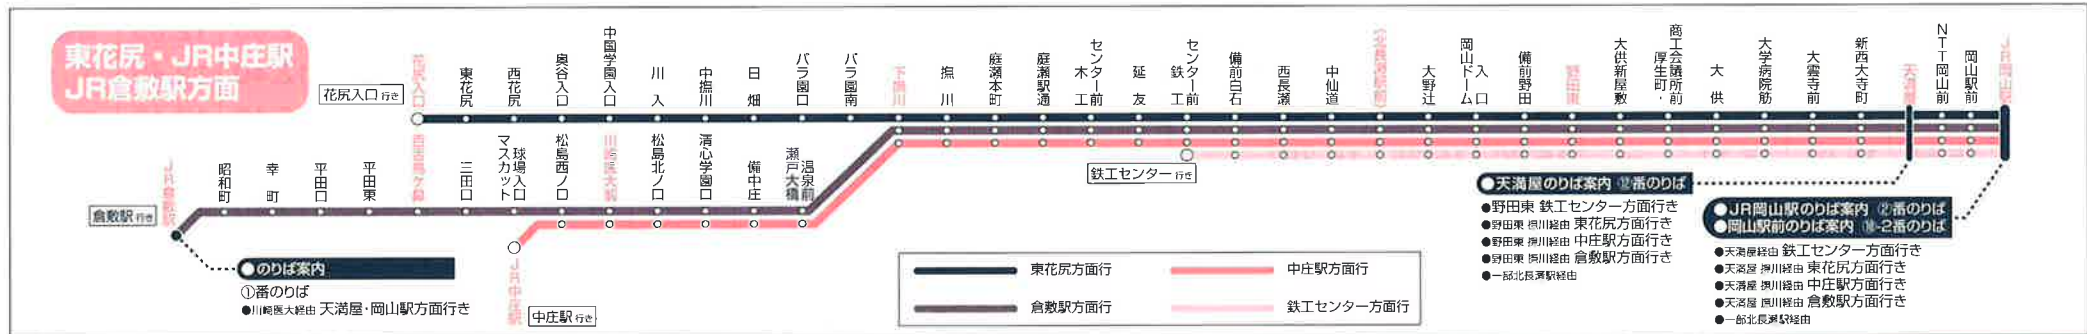 東花尻・JR中庄駅
JR倉敷駅方面
花尻入口 行き
花尻入口
東花尻
西花尻
奥谷入口
中国学園入口
川入
中撫川
日畑
バラ園口
バラ園南
下撫川
撫川
庭瀬本町
庭瀬駅通
木工センター前
延友
鉄工センター前
備前白石
西長瀬
中仙道
(北長瀬駅前)
大野辻
岡山ドーム入口
備前野田
野田東
大供新屋敷
厚生町・商工会議所前
大供
大学病院筋
大雲寺前
新西大寺町
天満屋
NTT岡山前
岡山駅前
JR岡山駅
倉敷駅 行き
JR倉敷駅
昭和町
幸町
平田口
平田東
三田口
マスカット球場入口
松島西ノ口
川崎医大前
松島北ノ口
清心学園口
備中庄
瀬戸大橋温泉前
JR中庄駅
中庄駅 行き
鉄工センター 行き
のりば案内
①番のりば
●川崎医大経由 天満屋・岡山駅方面行き
東花尻方面行
中庄駅方面行
倉敷駅方面行
鉄工センター方面行
天満屋のりば案内 ⑫番のりば
●野田東 鉄工センター方面行き
●野田東 撫川経由 東花尻方面行き
●野田東 撫川経由 中庄駅方面行き
●野田東 撫川経由 倉敷駅方面行き
●一部北長瀬駅経由
JR岡山駅のりば案内 ②番のりば
岡山駅前のりば案内 ⑩-2番のりば
●天満屋経由 鉄工センター方面行き
●天満屋 撫川経由 東花尻方面行き
●天満屋 撫川経由 中庄駅方面行き
●天満屋 撫川経由 倉敷駅方面行き
●一部北長瀬駅経由